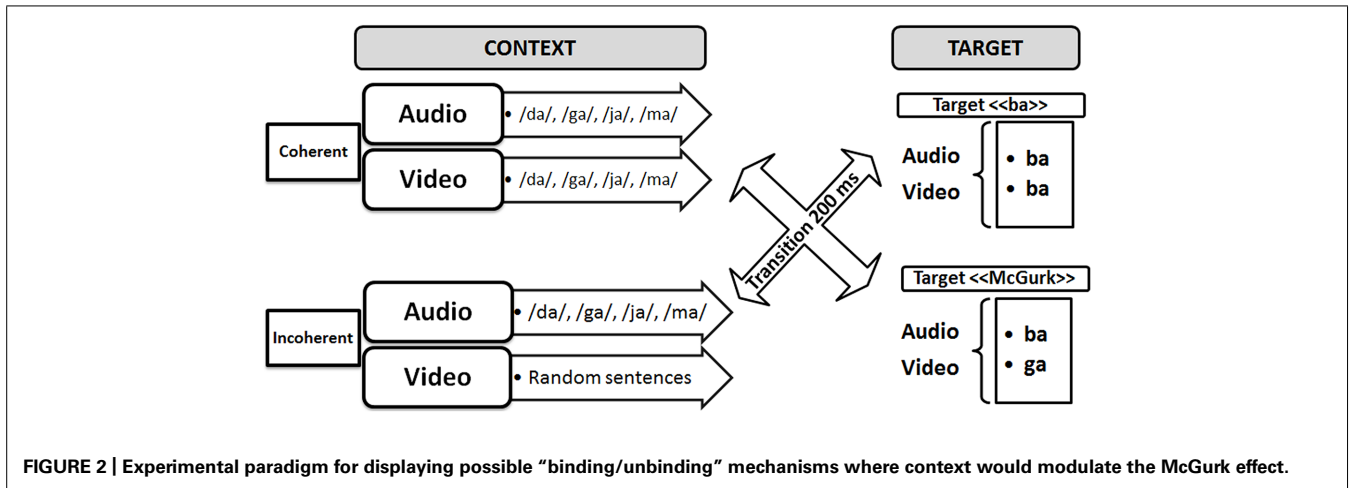 CONTEXT
TARGET
Coherent
Audio
• /da/, /ga/, /ja/, /ma/
Video
• /da/, /ga/, /ja/, /ma/
Incoherent
Audio
• /da/, /ga/, /ja/, /ma/
Video
• Random sentences
Transition 200 ms
Target <<ba>>
Audio
• ba
Video
• ba
Target <<McGurk>>
Audio
• ba
Video
• ga
FIGURE 2 | Experimental paradigm for displaying possible “binding/unbinding” mechanisms where context would modulate the McGurk effect.